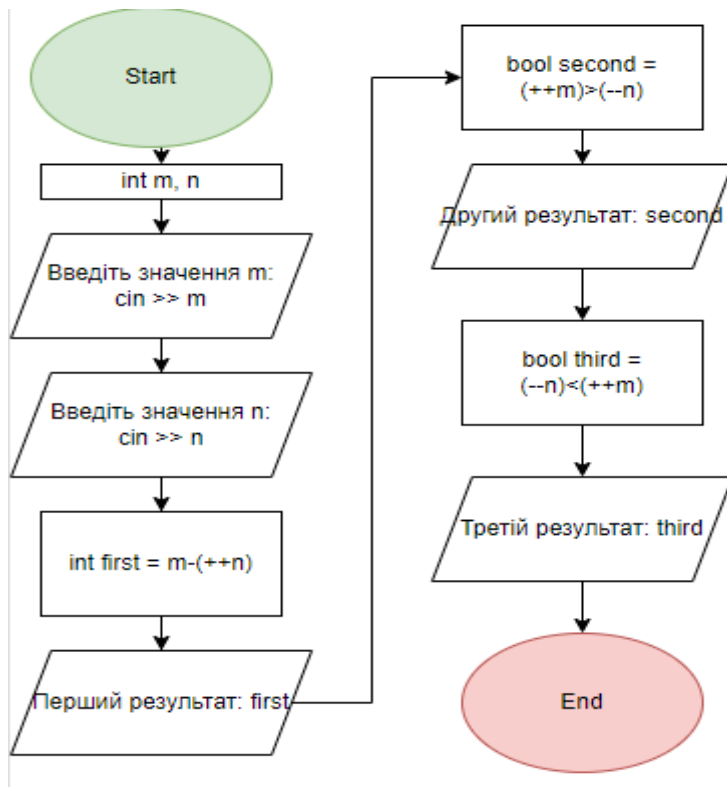 Start
int m, n
Введіть значення m:
cin >> m
Введіть значення n:
cin >> n
int first = m-(++n)
Перший результат: first
bool second =
(++m)>(--n)
Другий результат: second
bool third =
(--n)<(++m)
Третій результат: third
End